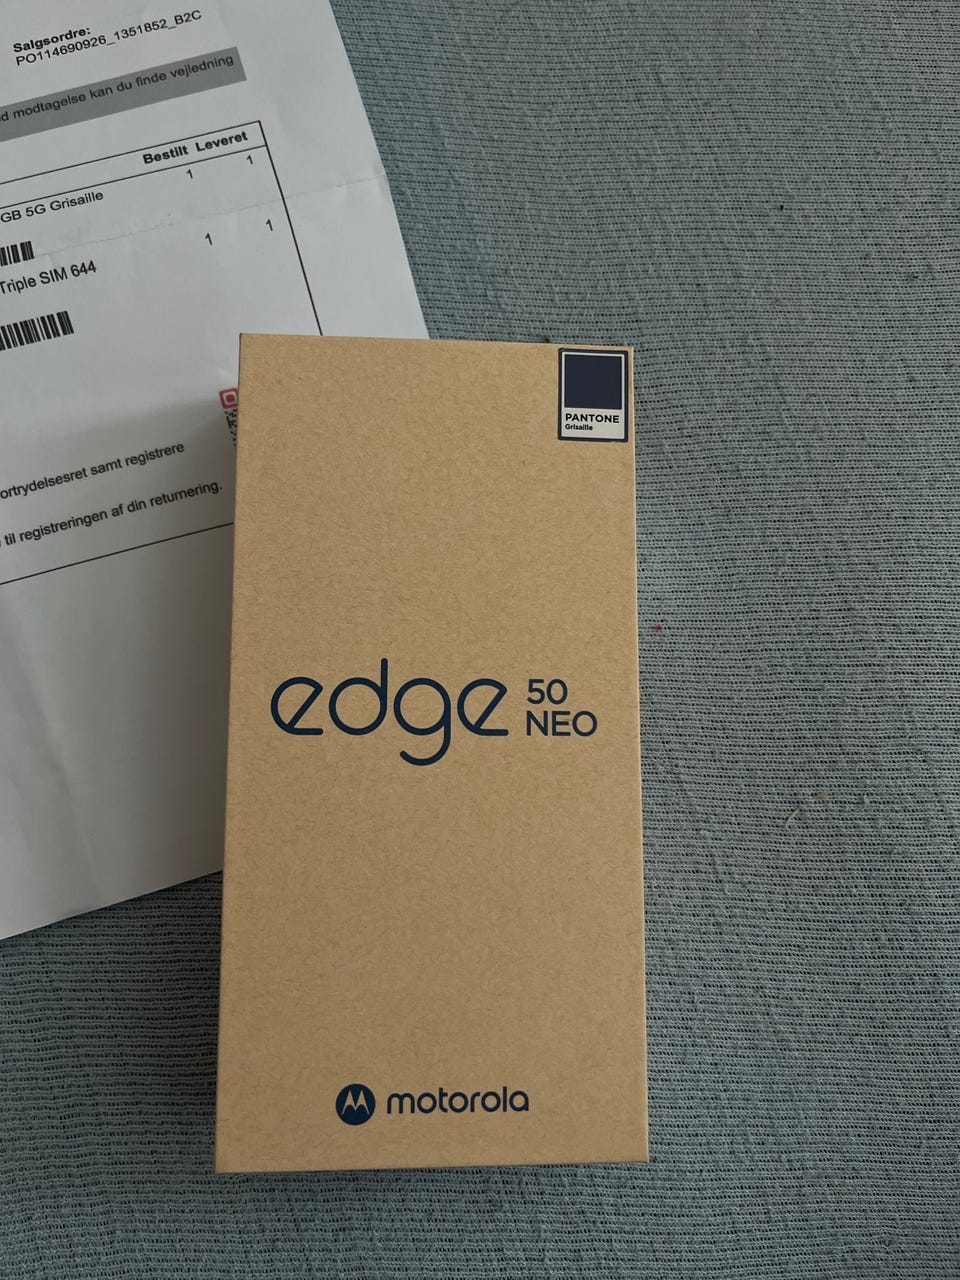 Salgsordre:
PO114690926_1351852_B2C
modtagelse kan du finde vejledning
Bestilt Leveret
GB 5G Grisaille 1 1
Triple SIM 644 1 1
samt registrere
til registreringen af din returnering.
PANTONE
Grisaille
edge 50
NEO
motorola